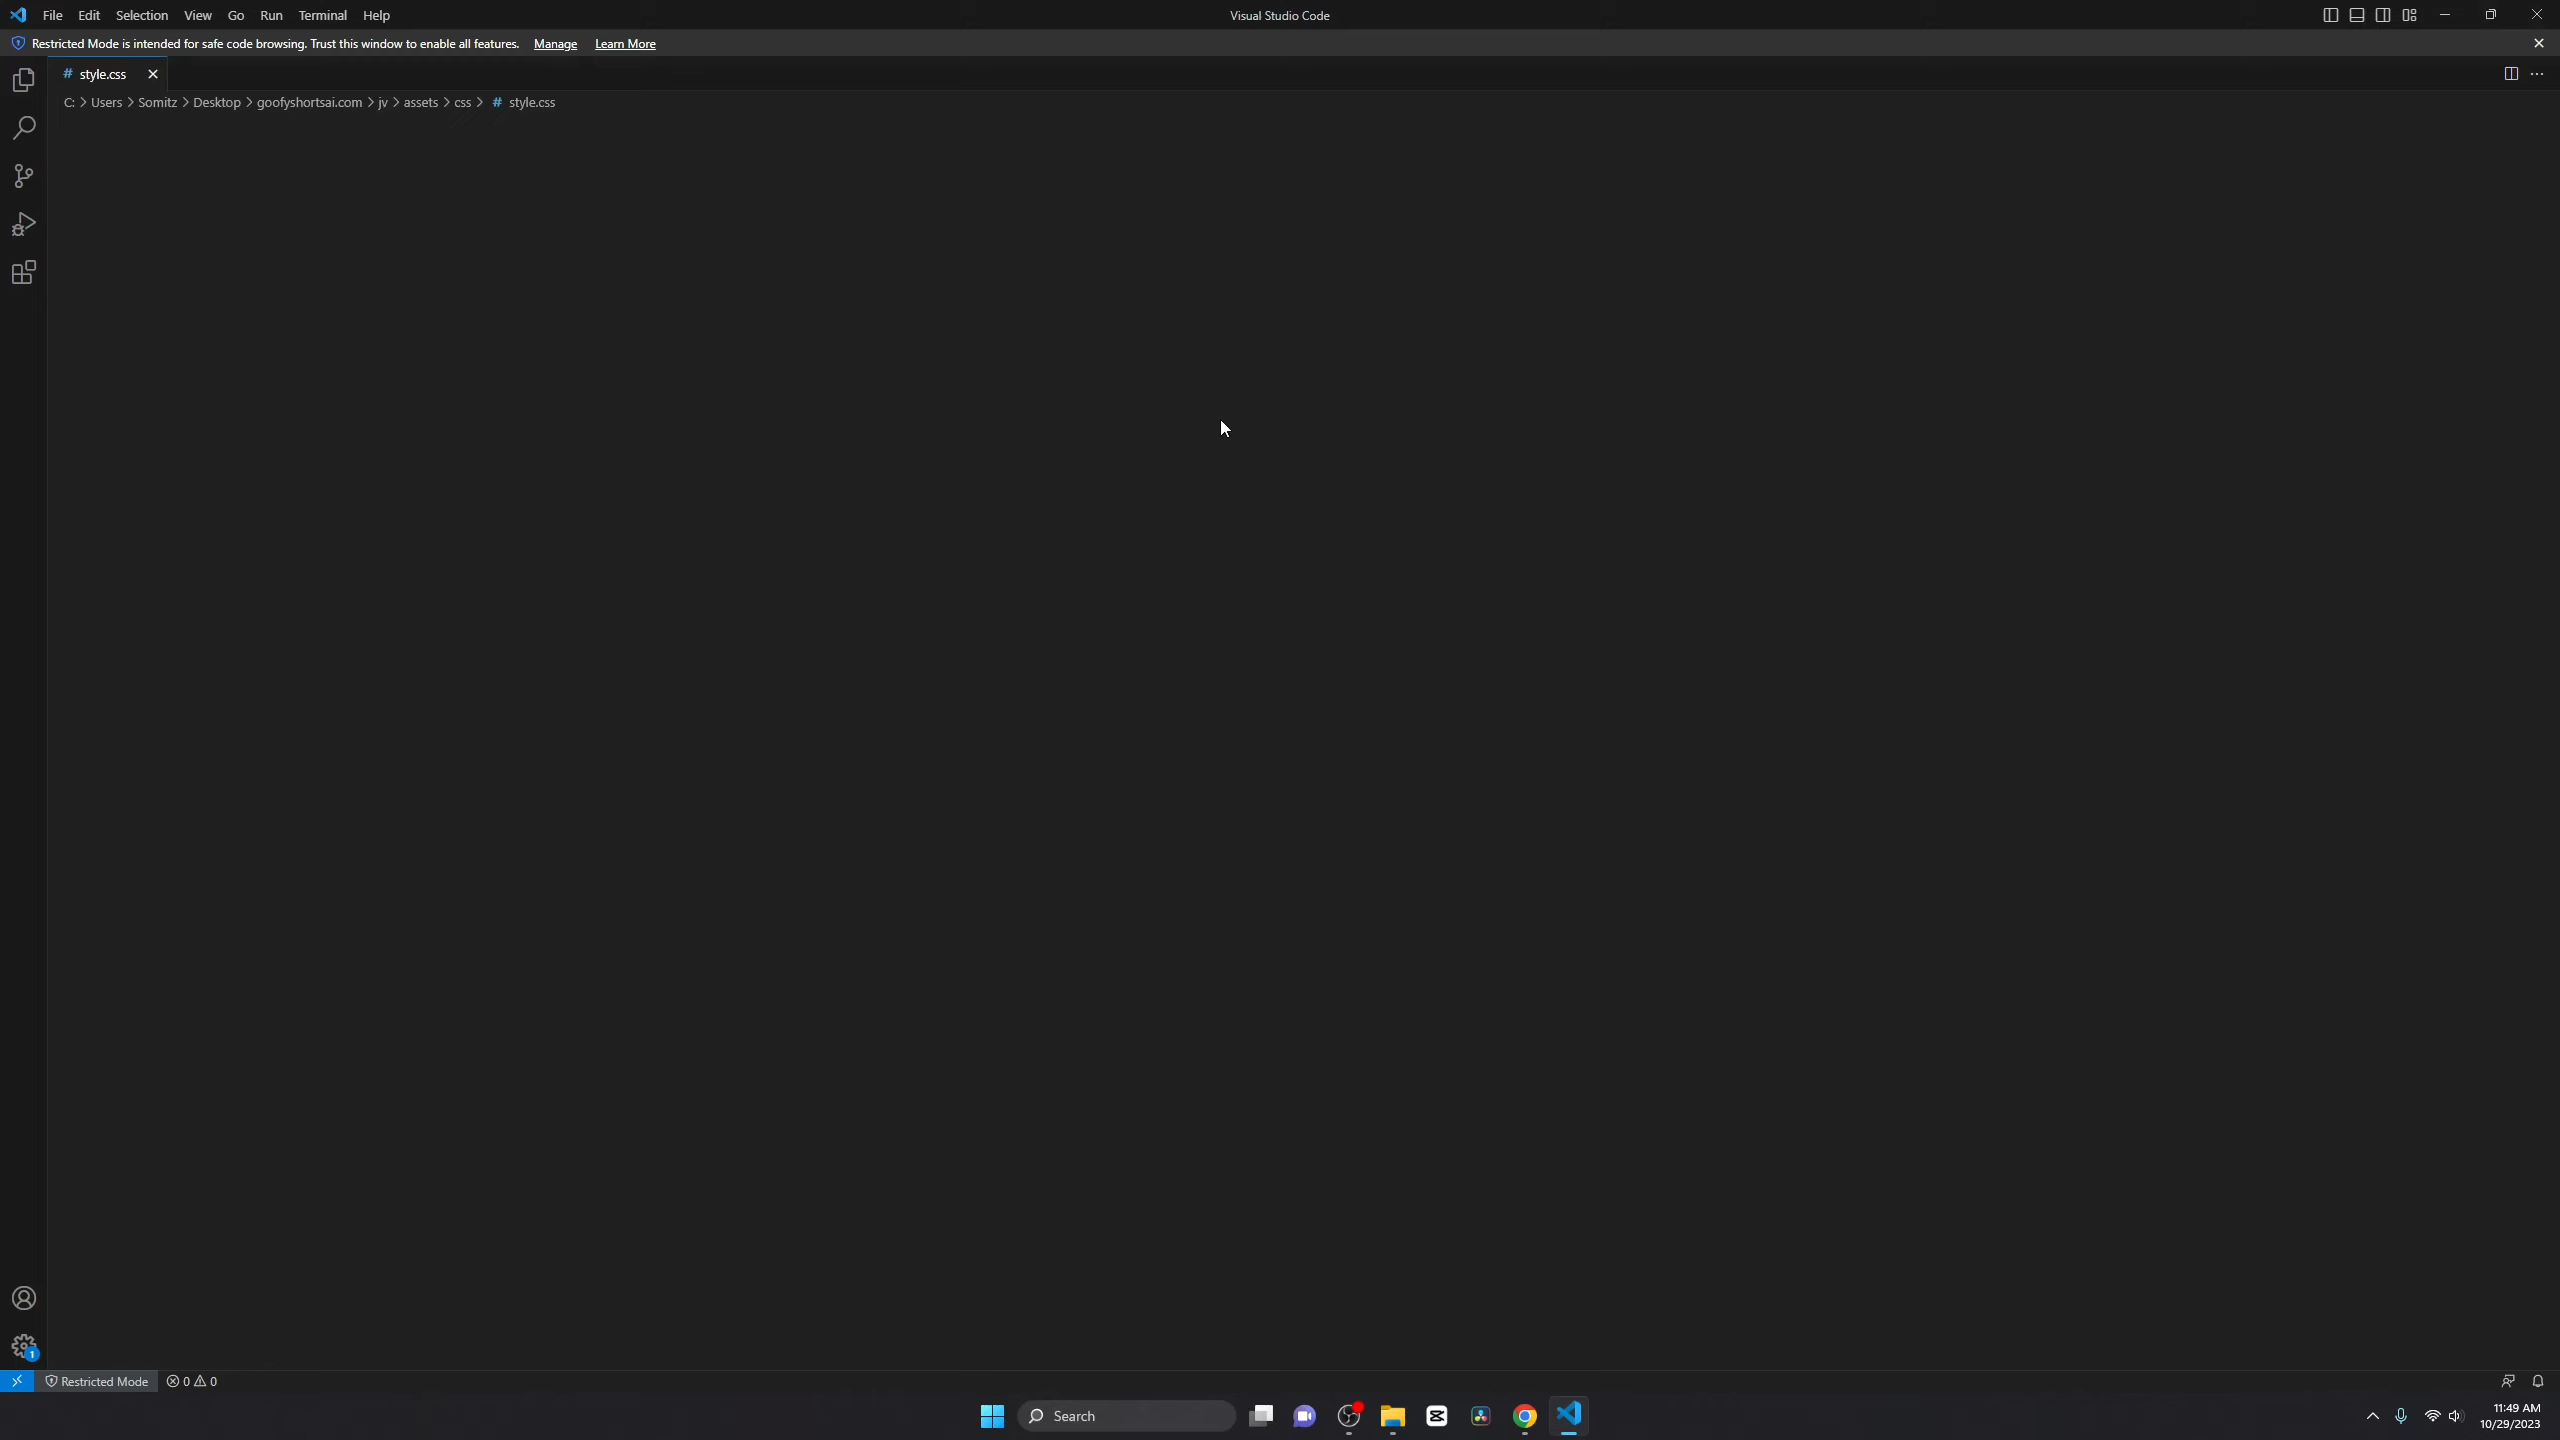 File Edit Selection View Go Run Terminal Help
Visual Studio Code
Restricted Mode is intended for safe code browsing. Trust this window to enable all features. Manage Learn More
# style.css
C: > Users > Somitz > Desktop > goofyshortsai.com > jv > assets > css > # style.css
1
Restricted Mode 0 0
Search
11:49 AM
10/29/2023